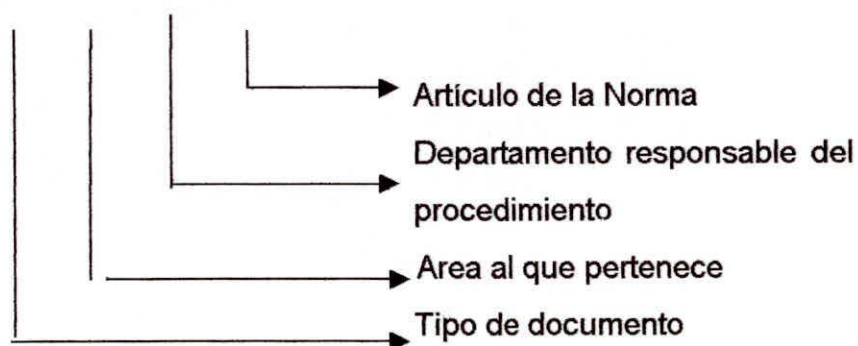 Artículo de la Norma
Departamento responsable del
procedimiento
Area al que pertenece
Tipo de documento